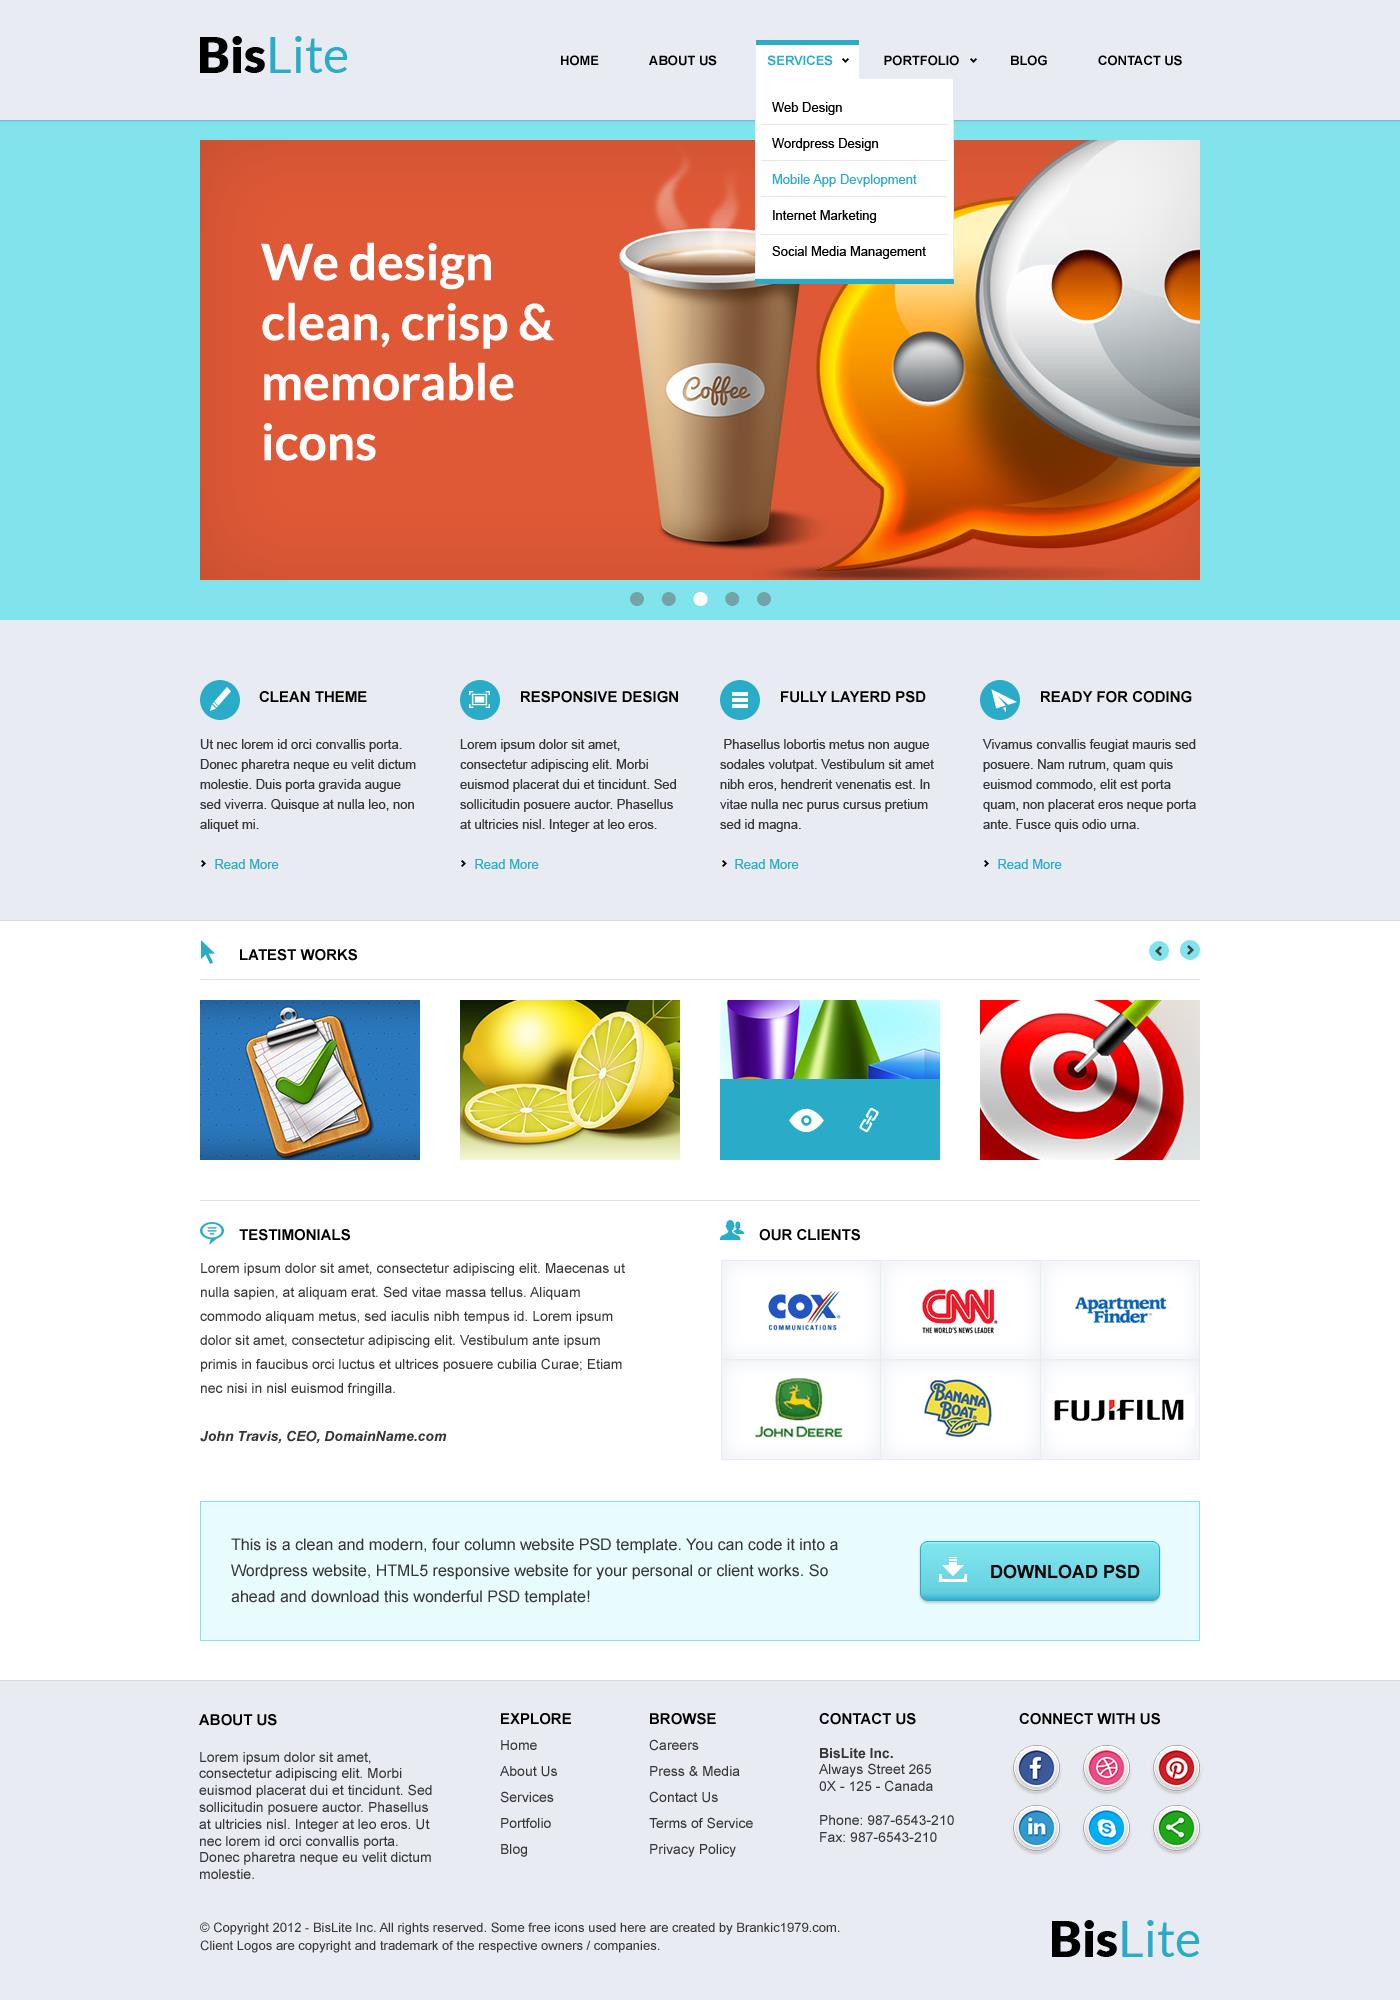 BisLite
HOME ABOUT US SERVICES PORTFOLIO BLOG CONTACT US
Web Design
Wordpress Design
Mobile App Devplopment
Internet Marketing
Social Media Management
We design
clean, crisp &
memorable
icons
Coffee
CLEAN THEME
Ut nec lorem id orci convallis porta.
Donec pharetra neque eu velit dictum
molestie. Duis porta gravida augue
sed viverra. Quisque at nulla leo, non
aliquet mi.
Read More
RESPONSIVE DESIGN
Lorem ipsum dolor sit amet,
consectetur adipiscing elit. Morbi
euismod placerat dui et tincidunt. Sed
sollicitudin posuere auctor. Phasellus
at ultricies nisl. Integer at leo eros.
Read More
FULLY LAYERD PSD
Phasellus lobortis metus non augue
sodales volutpat. Vestibulum sit amet
nibh eros, hendrerit venenatis est. In
vitae nulla nec purus cursus pretium
sed id magna.
Read More
READY FOR CODING
Vivamus convallis feugiat mauris sed
posuere. Nam rutrum, quam quis
euismod commodo, elit est porta
quam, non placerat eros neque porta
ante. Fusce quis odio urna.
Read More
LATEST WORKS
TESTIMONIALS
Lorem ipsum dolor sit amet, consectetur adipiscing elit. Maecenas ut
nulla sapien, at aliquam erat. Sed vitae massa tellus. Aliquam
commodo aliquam metus, sed iaculis nibh tempus id. Lorem ipsum
dolor sit amet, consectetur adipiscing elit. Vestibulum ante ipsum
primis in faucibus orci luctus et ultrices posuere cubilia Curae; Etiam
nec nisi in nisl euismod fringilla.
John Travis, CEO, DomainName.com
OUR CLIENTS
COX
COMMUNICATIONS
CNN
THE WORLD'S NEWS LEADER
Apartment
Finder
JOHN DEERE
BANANA
BOAT
FUJIFILM
This is a clean and modern, four column website PSD template. You can code it into a
Wordpress website, HTML5 responsive website for your personal or client works. So
ahead and download this wonderful PSD template!
DOWNLOAD PSD
ABOUT US
Lorem ipsum dolor sit amet,
consectetur adipiscing elit. Morbi
euismod placerat dui et tincidunt. Sed
sollicitudin posuere auctor. Phasellus
at ultricies nisl. Integer at leo eros. Ut
nec lorem id orci convallis porta.
Donec pharetra neque eu velit dictum
molestie.
EXPLORE
Home
About Us
Services
Portfolio
Blog
BROWSE
Careers
Press & Media
Contact Us
Terms of Service
Privacy Policy
CONTACT US
BisLite Inc.
Always Street 265
0X - 125 - Canada
Phone: 987-6543-210
Fax: 987-6543-210
CONNECT WITH US
© Copyright 2012 - BisLite Inc. All rights reserved. Some free icons used here are created by Brankic1979.com.
Client Logos are copyright and trademark of the respective owners / companies.
BisLite